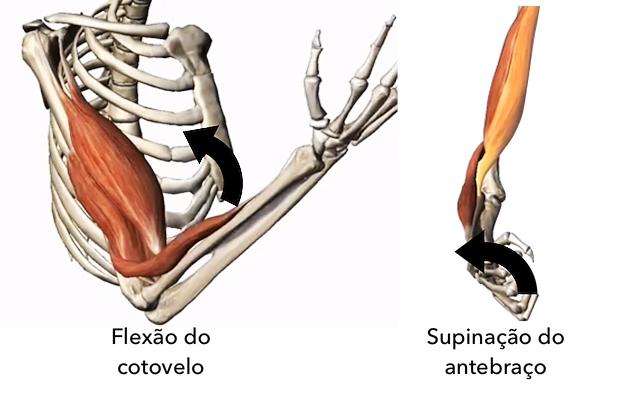 Flexão do
cotovelo
Supinação do
antebraço